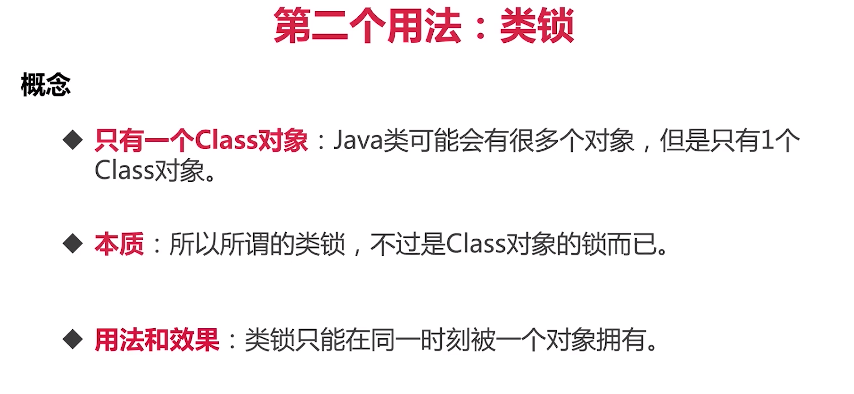 第二个用法：类锁
概念
◆ 只有一个Class对象：Java类可能会有很多个对象，但是只有1个
Class对象。
◆ 本质：所以所谓的类锁，不过是Class对象的锁而已。
◆ 用法和效果：类锁只能在同一时刻被一个对象拥有。